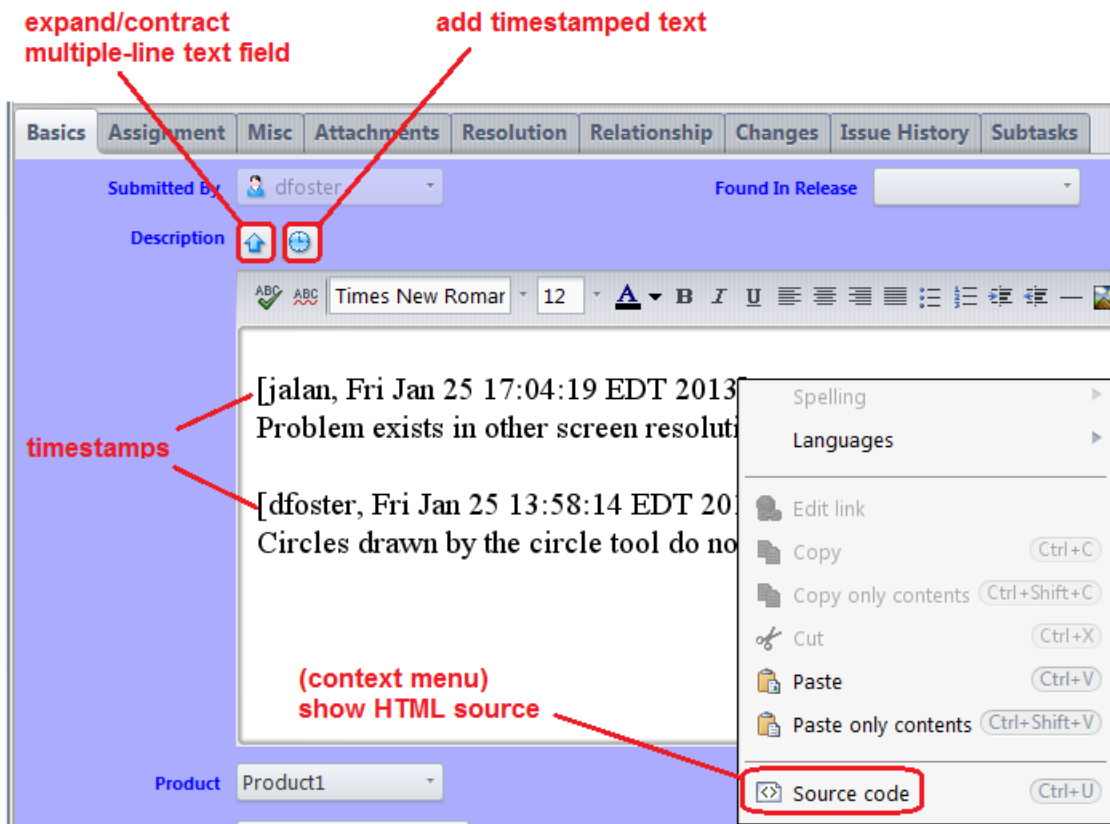 expand/contract
multiple-line text field
add timestamped text
Basics Assignment Misc Attachments Resolution Relationship Changes Issue History Subtasks
Submitted By dfoster Found In Release
Description
ABC ABC Times New Romar 12 A B I U
[jalan, Fri Jan 25 17:04:19 EDT 2013]
Problem exists in other screen
timestamps
[dfoster, Fri Jan 25 13:58:14 EDT
Circles drawn by the circle tool do
(context menu)
show HTML source
Spelling
Languages
Edit link
Copy Ctrl+C
Copy only contents Ctrl+Shift+C
Cut Ctrl+X
Paste Ctrl+V
Paste only contents Ctrl+Shift+V
Source code Ctrl+U
Product Product1